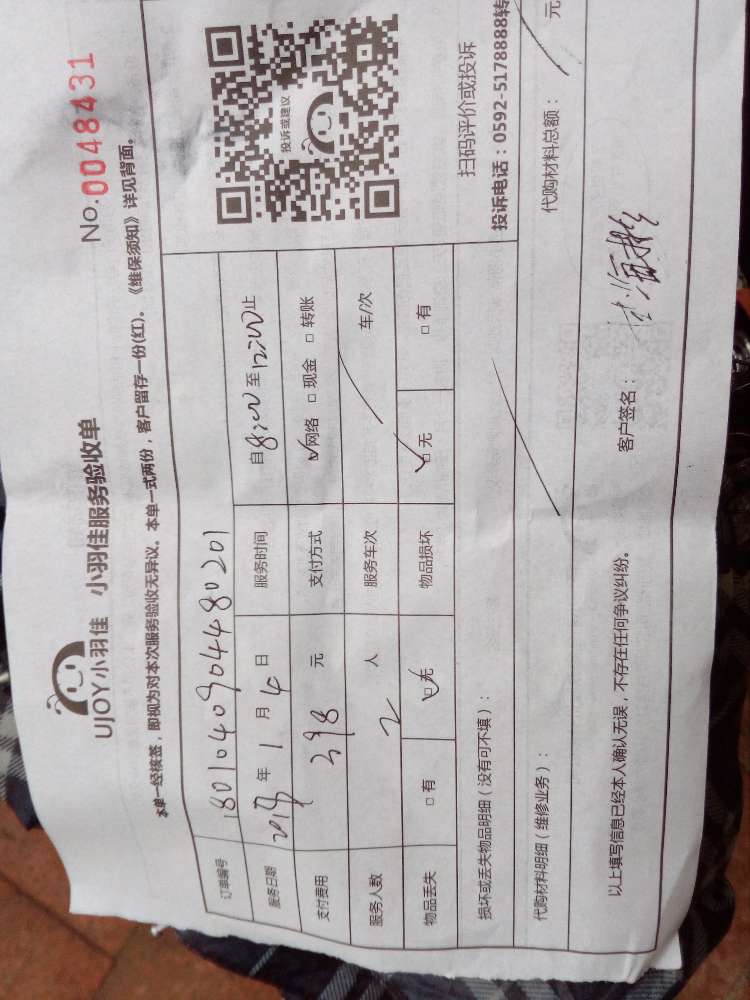 UJOY小羽佳 小羽佳服务验收单
No.0048431
本单一经核签，即视为对本次服务验收无异议。本单一式两份，客户留存一份(红)。《维保须知》详见背面。
订单编号 180104090448020​1
服务日期 2018年 1 月 4 日 服务时间 自 8:00 至 12:00 止
支付费用 398 元 支付方式 ☑网络 □现金 □转账
服务人数 2 人 服务车次 车/次
物品丢失 □有 ☑无 物品损坏 ☑无 □有
投诉或建议
扫码评价或投诉
投诉电话：0592-5178888转
损坏或丢失物品明细（没有可不填）：
代购材料明细（维修业务）：
代购材料总额： 元
以上填写信息已经本人确认无误，不存在任何争议纠纷。
客户签名：